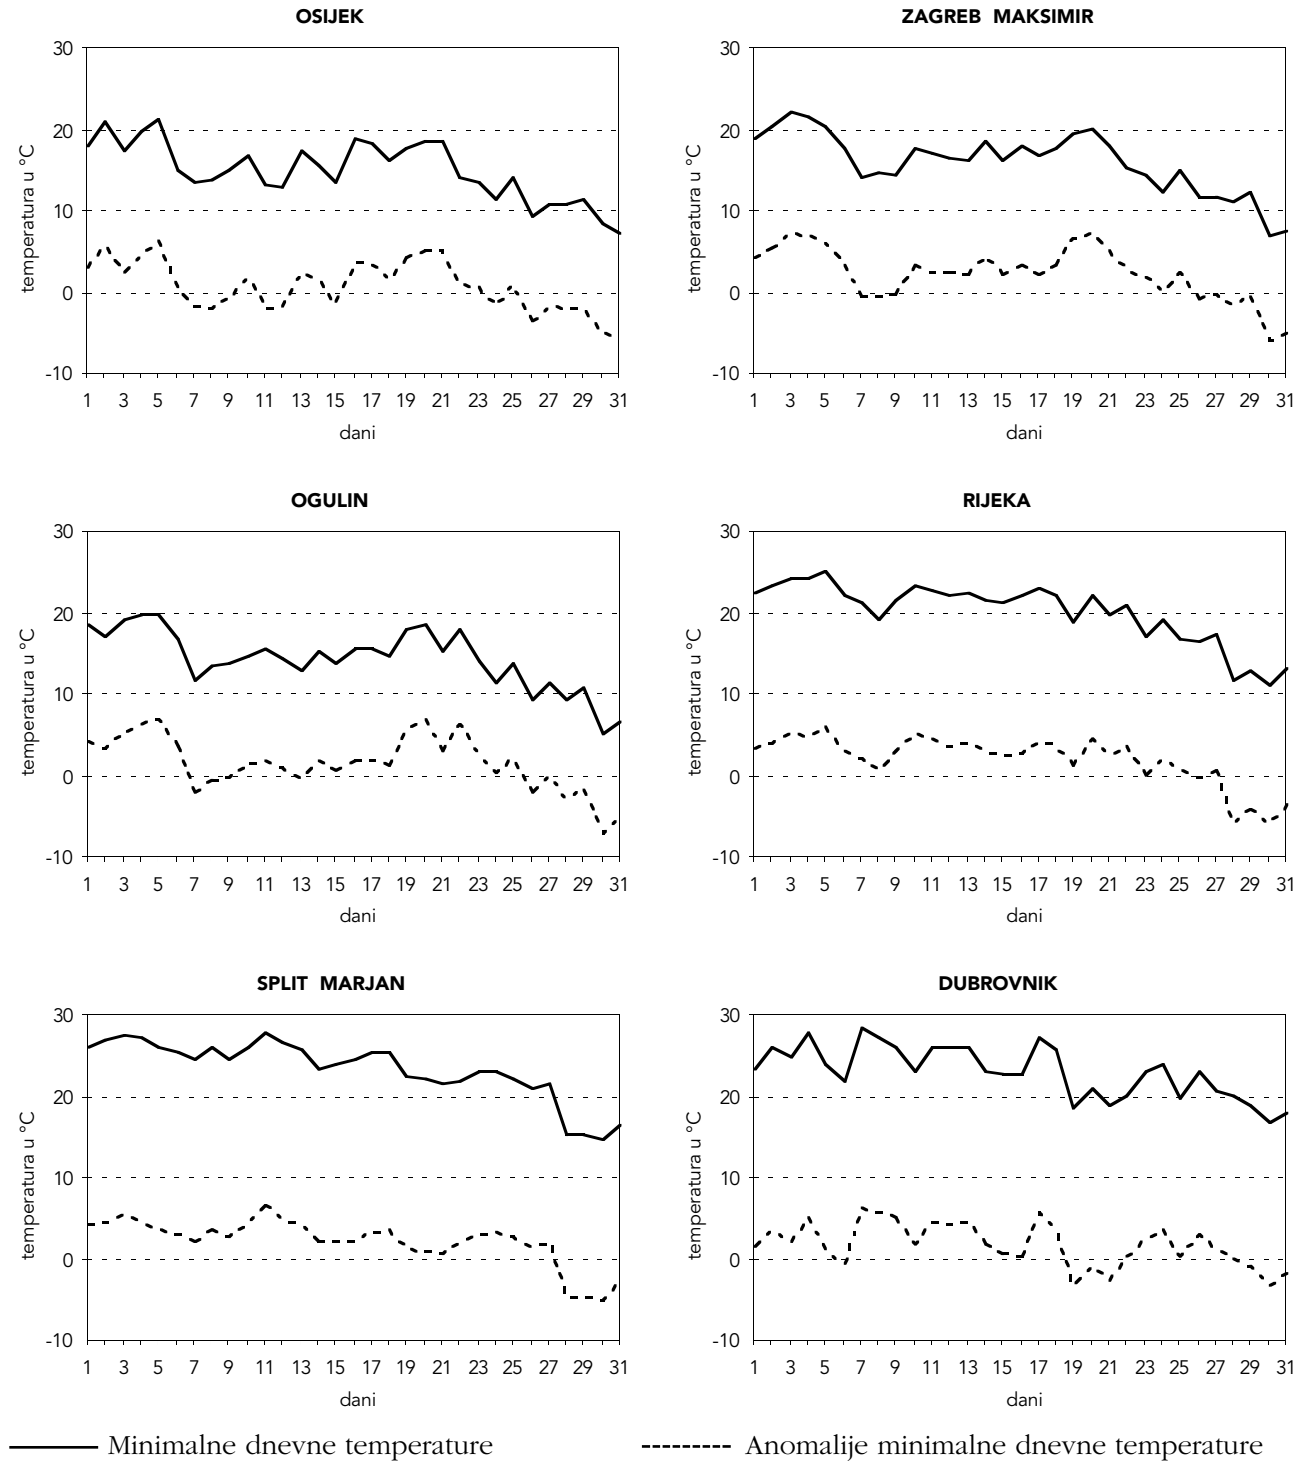 OSIJEK
temperatura u °C
30
20
10
0
-10
1 3 5 7 9 11 13 15 17 19 21 23 25 27 29 31
dani
ZAGREB MAKSIMIR
temperatura u °C
30
20
10
0
-10
1 3 5 7 9 11 13 15 17 19 21 23 25 27 29 31
dani
OGULIN
temperatura u °C
30
20
10
0
-10
1 3 5 7 9 11 13 15 17 19 21 23 25 27 29 31
dani
RIJEKA
temperatura u °C
30
20
10
0
-10
1 3 5 7 9 11 13 15 17 19 21 23 25 27 29 31
dani
SPLIT MARJAN
temperatura u °C
30
20
10
0
-10
1 3 5 7 9 11 13 15 17 19 21 23 25 27 29 31
dani
DUBROVNIK
temperatura u °C
30
20
10
0
-10
1 3 5 7 9 11 13 15 17 19 21 23 25 27 29 31
dani
Minimalne dnevne temperature
Anomalije minimalne dnevne temperature